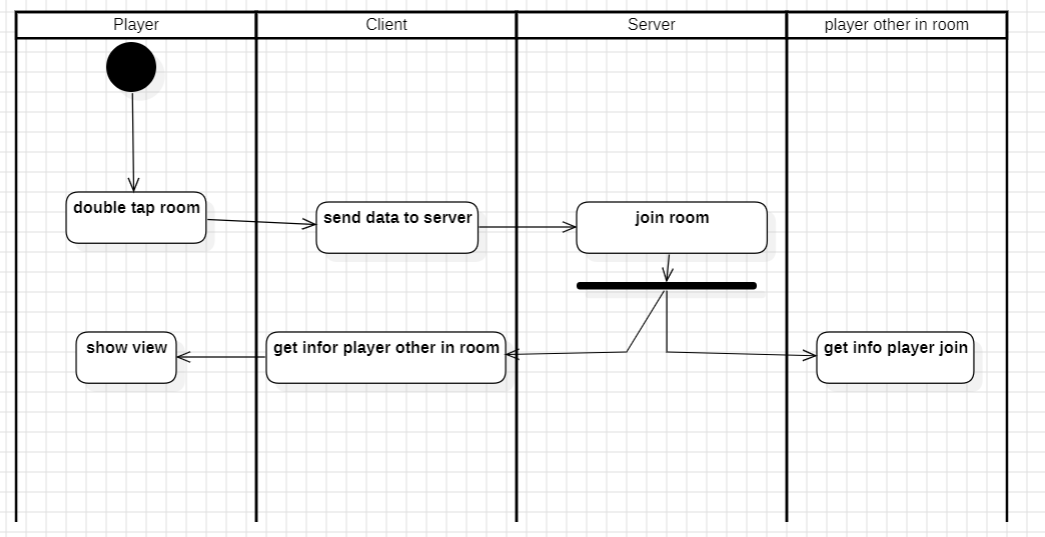 Player
Client
Server
player other in room
double tap room
send data to server
join room
show view
get infor player other in room
get info player join